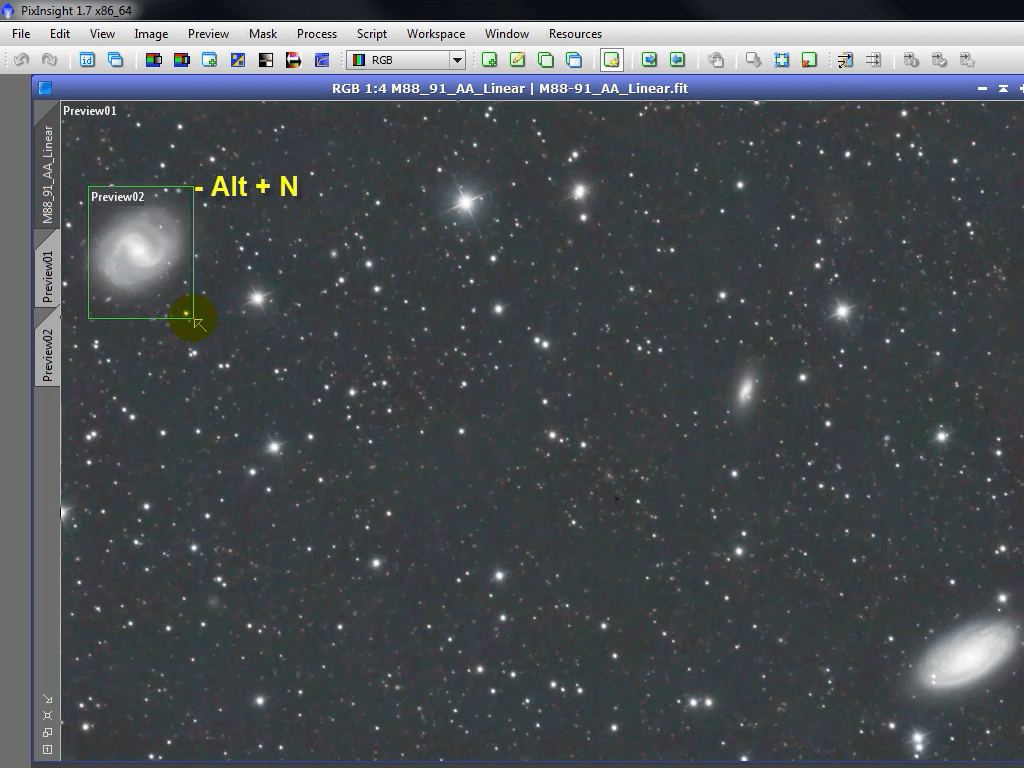 PixInsight 1.7 x86_64
File Edit View Image Preview Mask Process Script Workspace Window Resources
id RGB
RGB 1:4 M88_91_AA_Linear | M88-91_AA_Linear.fit
Preview01
M88_91_AA_Linear
- Alt + N
Preview02
Preview01
Preview02